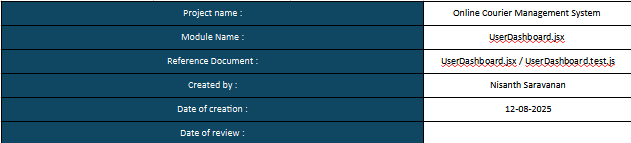 Project name : Online Courier Management System
Module Name : UserDashboard.jsx
Reference Document : UserDashboard.jsx / UserDashboard.test.js
Created by : Nisanth Saravanan
Date of creation : 12-08-2025
Date of review :